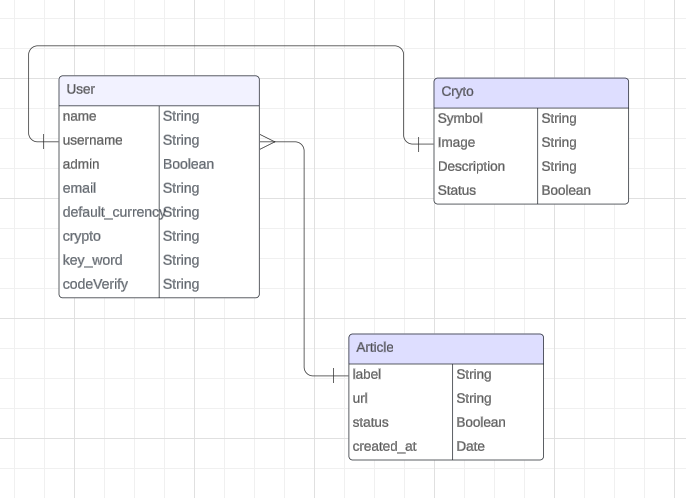 User
name String
username String
admin Boolean
email String
default_currency String
crypto String
key_word String
codeVerify String
Cryto
Symbol String
Image String
Description String
Status Boolean
Article
label String
url String
status Boolean
created_at Date